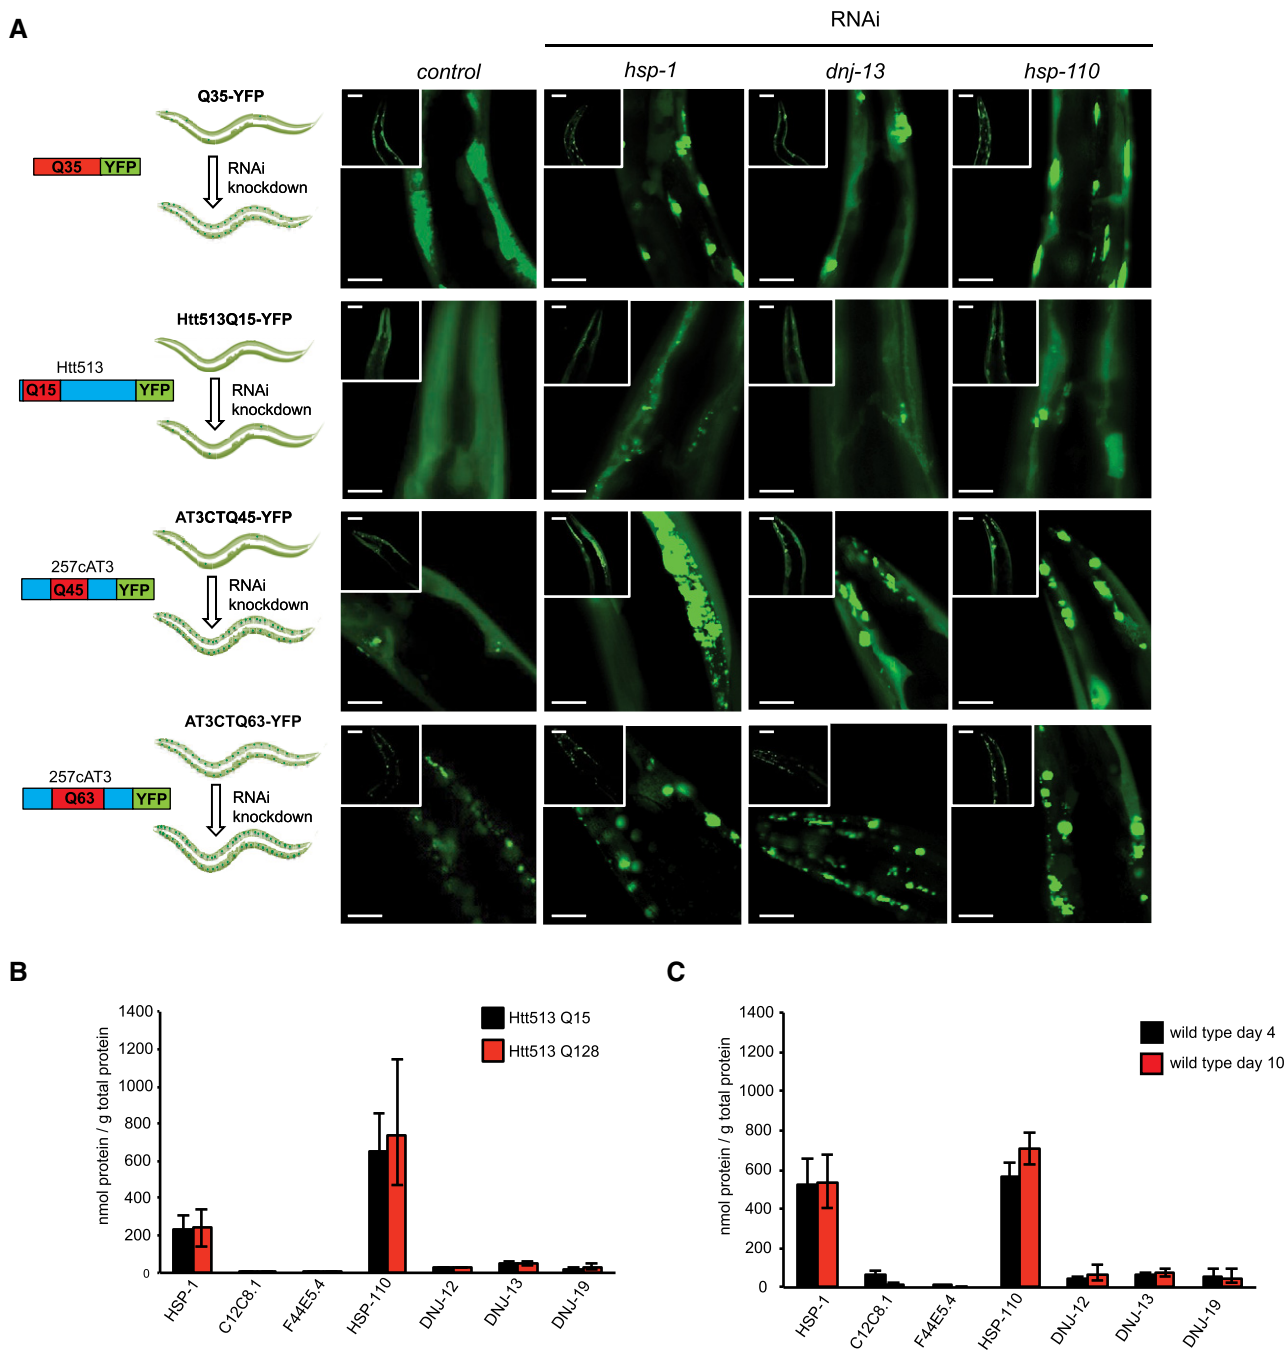 A
RNAi
control
hsp-1
dnj-13
hsp-110
Q35-YFP
Q35 YFP
RNAi
knockdown
Htt513Q15-YFP
Htt513
Q15 YFP
RNAi
knockdown
AT3CTQ45-YFP
257cAT3
Q45 YFP
RNAi
knockdown
AT3CTQ63-YFP
257cAT3
Q63 YFP
RNAi
knockdown
B
nmol protein / g total protein
1400
1200
1000
800
600
400
200
0
Htt513 Q15
Htt513 Q128
HSP-1
C12C8.1
F44E5.4
HSP-110
DNJ-12
DNJ-13
DNJ-19
C
nmol protein / g total protein
1400
1200
1000
800
600
400
200
0
wild type day 4
wild type day 10
HSP-1
C12C8.1
F44E5.4
HSP-110
DNJ-12
DNJ-13
DNJ-19